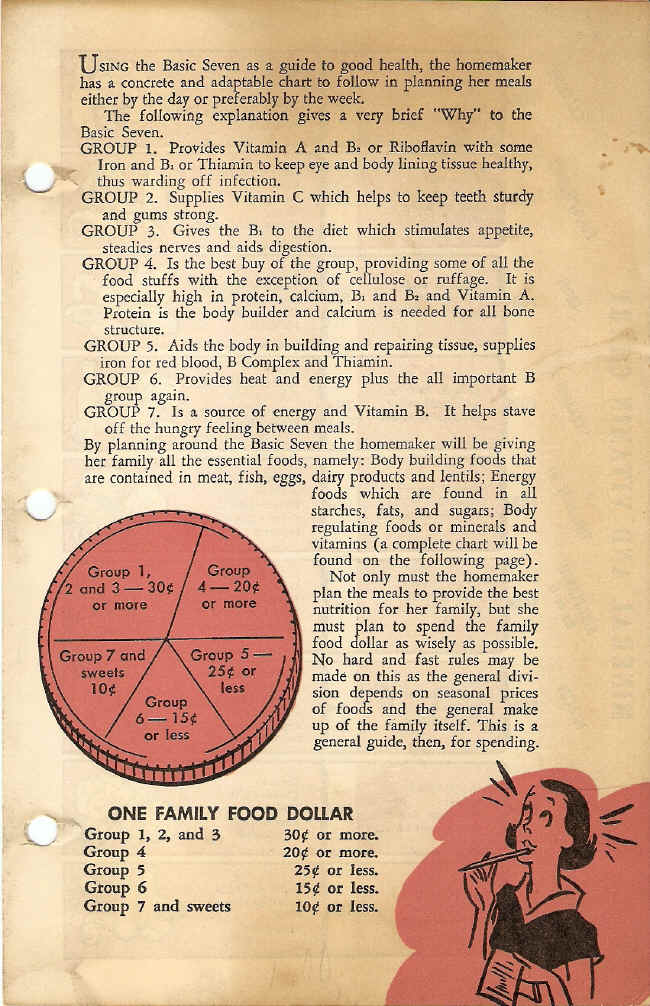 USING the Basic Seven as a guide to good health, the homemaker
has a concrete and adaptable chart to follow in planning her meals
either by the day or preferably by the week.
The following explanation gives a very brief "Why" to the
Basic Seven.
GROUP 1. Provides Vitamin A and B₂ or Riboflavin with some
Iron and B₁ or Thiamin to keep eye and body lining tissue healthy,
thus warding off infection.
GROUP 2. Supplies Vitamin C which helps to keep teeth sturdy
and gums strong.
GROUP 3. Gives the B₁ to the diet which stimulates appetite,
steadies nerves and aids digestion.
GROUP 4. Is the best buy of the group, providing some of all the
food stuffs with the exception of cellulose or ruffage. It is
especially high in protein, calcium, B₁ and B₂ and Vitamin A.
Protein is the body builder and calcium is needed for all bone
structure.
GROUP 5. Aids the body in building and repairing tissue, supplies
iron for red blood, B Complex and Thiamin.
GROUP 6. Provides heat and energy plus the all important B
group again.
GROUP 7. Is a source of energy and Vitamin B. It helps stave
off the hungry feeling between meals.
By planning around the Basic Seven the homemaker will be giving
her family all the essential foods, namely: Body building foods that
are contained in meat, fish, eggs, dairy products and lentils; Energy
foods which are found in all
starches, fats, and sugars; Body
regulating foods or minerals and
vitamins (a complete chart will be
found on the following page).
Not only must the homemaker
plan the meals to provide the best
nutrition for her family, but she
must plan to spend the family
food dollar as wisely as possible.
No hard and fast rules may be
made on this as the general divi-
sion depends on seasonal prices
of foods and the general make
up of the family itself. This is a
general guide, then, for spending.
Group 1,
2 and 3 — 30¢
or more
Group
4 — 20¢
or more
Group 7 and
sweets
10¢
Group 5 —
25¢ or
less
Group
6 — 15¢
or less
ONE FAMILY FOOD DOLLAR
Group 1, 2, and 3 30¢ or more.
Group 4 20¢ or more.
Group 5 25¢ or less.
Group 6 15¢ or less.
Group 7 and sweets 10¢ or less.